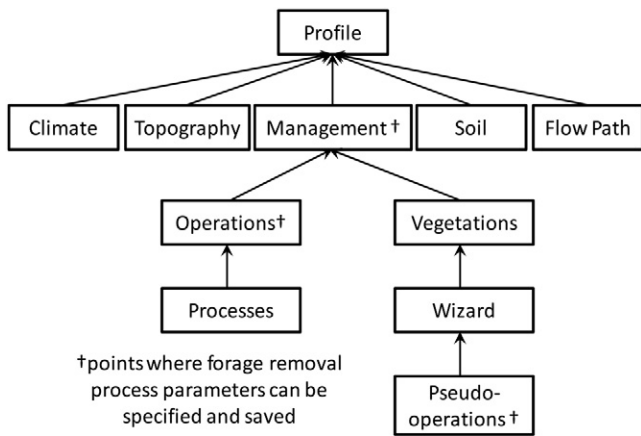 Profile
Climate
Topography
Management †
Soil
Flow Path
Operations†
Vegetations
Processes
Wizard
†points where forage removal
process parameters can be
specified and saved
Pseudo-
operations †